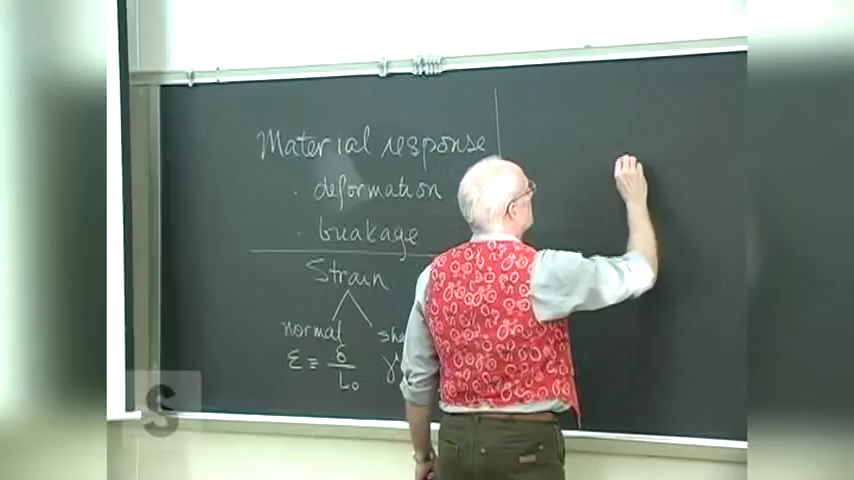 Material response
· deformation
· breakage
Strain
normal
ε ≡ δ / L₀
γ
S